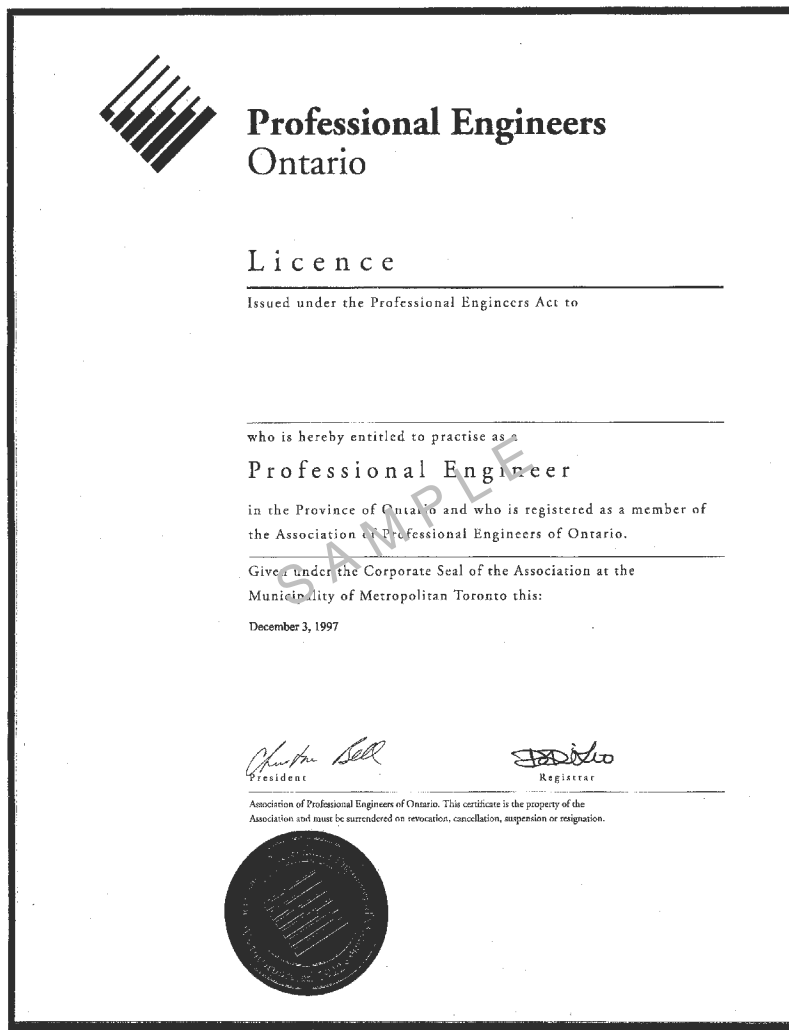 Professional Engineers
Ontario
Licence
Issued under the Professional Engineers Act to
who is hereby entitled to practise as a
Professional Engineer
in the Province of Ontario and who is registered as a member of
the Association of Professional Engineers of Ontario.
SAMPLE
Given under the Corporate Seal of the Association at the
Municipality of Metropolitan Toronto this:
December 3, 1997
Bell
President
Registrar
Association of Professional Engineers of Ontario. This certificate is the property of the
Association and must be surrendered on revocation, cancellation, suspension or resignation.